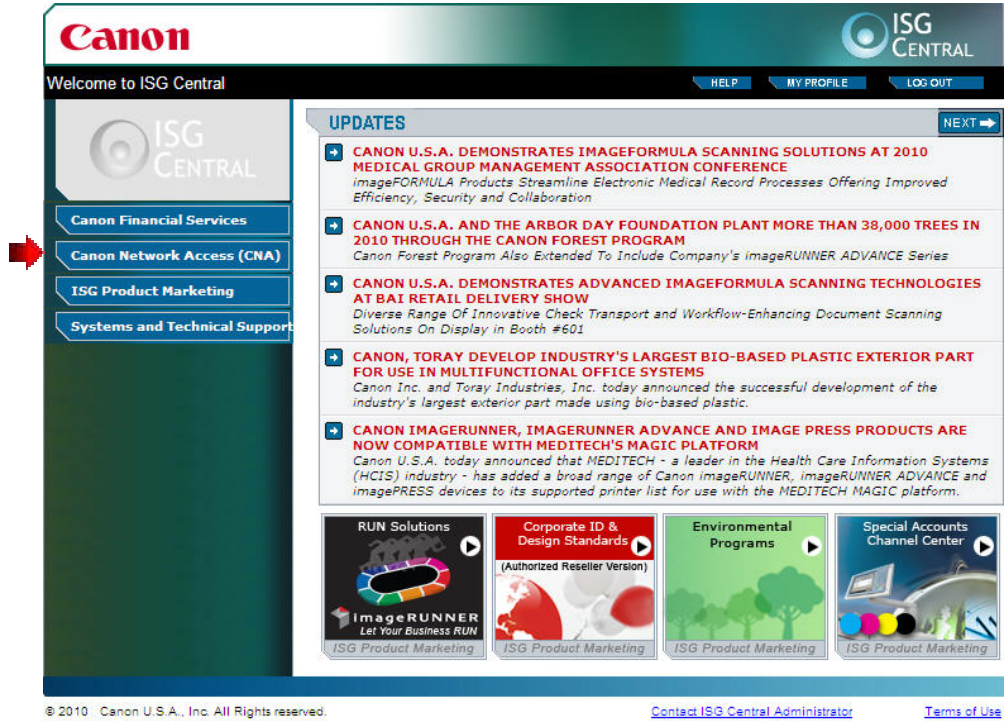 Canon
ISG
CENTRAL
Welcome to ISG Central
HELP
MY PROFILE
LOG OUT
ISG
CENTRAL
Canon Financial Services
Canon Network Access (CNA)
ISG Product Marketing
Systems and Technical Support
UPDATES
NEXT
CANON U.S.A. DEMONSTRATES IMAGEFORMULA SCANNING SOLUTIONS AT 2010
MEDICAL GROUP MANAGEMENT ASSOCIATION CONFERENCE
imageFORMULA Products Streamline Electronic Medical Record Processes Offering Improved
Efficiency, Security and Collaboration
CANON U.S.A. AND THE ARBOR DAY FOUNDATION PLANT MORE THAN 38,000 TREES IN
2010 THROUGH THE CANON FOREST PROGRAM
Canon Forest Program Also Extended To Include Company's imageRUNNER ADVANCE Series
CANON U.S.A. DEMONSTRATES ADVANCED IMAGEFORMULA SCANNING TECHNOLOGIES
AT BAI RETAIL DELIVERY SHOW
Diverse Range Of Innovative Check Transport and Workflow-Enhancing Document Scanning
Solutions On Display in Booth #601
CANON, TORAY DEVELOP INDUSTRY'S LARGEST BIO-BASED PLASTIC EXTERIOR PART
FOR USE IN MULTIFUNCTIONAL OFFICE SYSTEMS
Canon Inc. and Toray Industries, Inc. today announced the successful development of the
industry's largest exterior part made using bio-based plastic.
CANON IMAGERUNNER, IMAGERUNNER ADVANCE AND IMAGE PRESS PRODUCTS ARE
NOW COMPATIBLE WITH MEDITECH'S MAGIC PLATFORM
Canon U.S.A. today announced that MEDITECH - a leader in the Health Care Information Systems
(HCIS) industry - has added a broad range of Canon imageRUNNER, imageRUNNER ADVANCE and
imagePRESS devices to its supported printer list for use with the MEDITECH MAGIC platform.
RUN Solutions
imageRUNNER
Let Your Business RUN
ISG Product Marketing
Corporate ID &
Design Standards
(Authorized Reseller Version)
ISG Product Marketing
Environmental
Programs
ISG Product Marketing
Special Accounts
Channel Center
ISG Product Marketing
© 2010 Canon U.S.A., Inc. All Rights reserved.
Contact ISG Central Administrator
Terms of Use